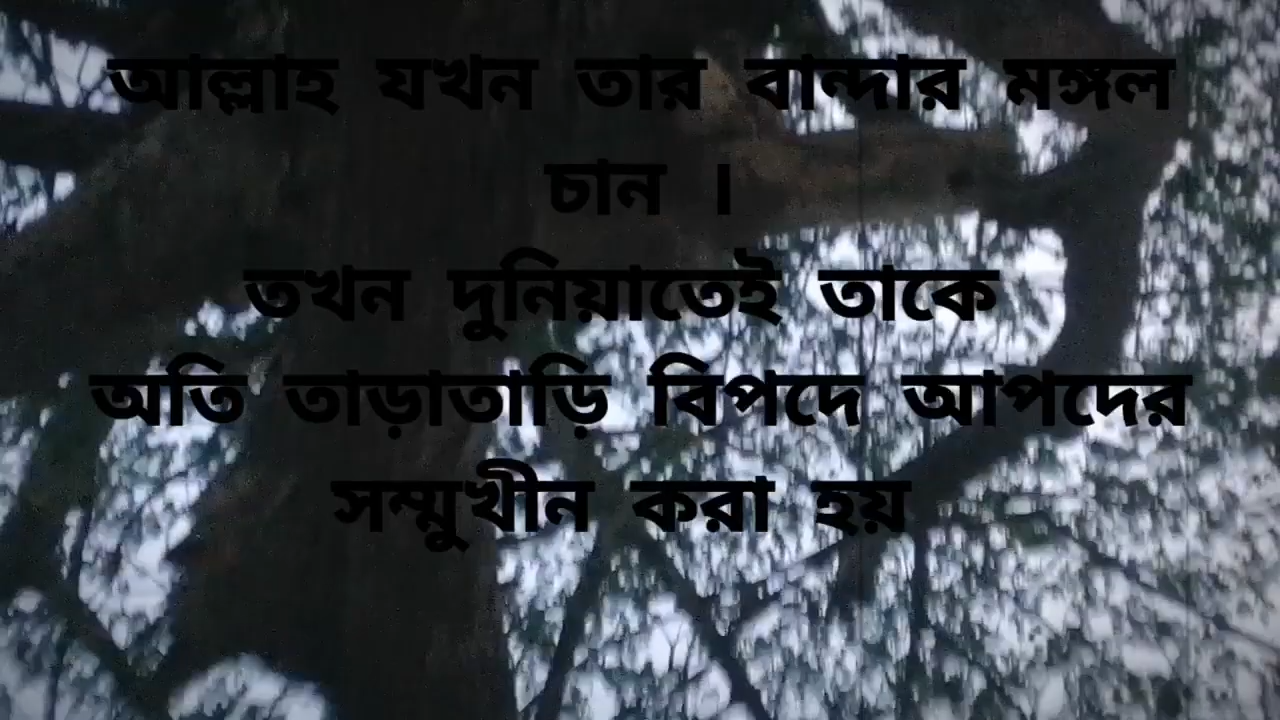 আল্লাহ যখন তার বান্দার মঙ্গল
চান ।
তখন দুনিয়াতেই তাকে
অতি তাড়াতাড়ি বিপদে আপদের
সম্মুখীন করা হয়